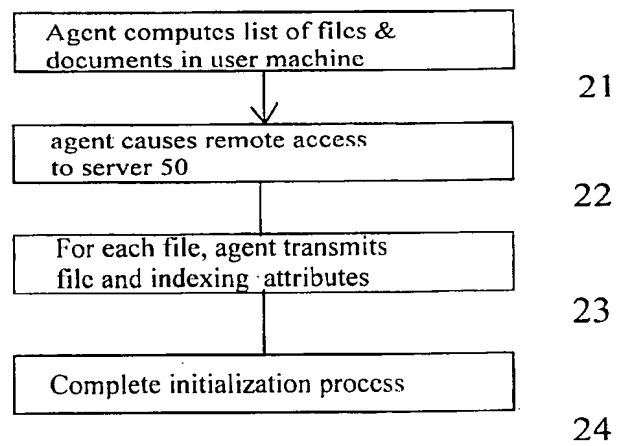 Agent computes list of files &
documents in user machine
21
agent causes remote access
to server 50
22
For each file, agent transmits
file and indexing attributes
23
Complete initialization process
24